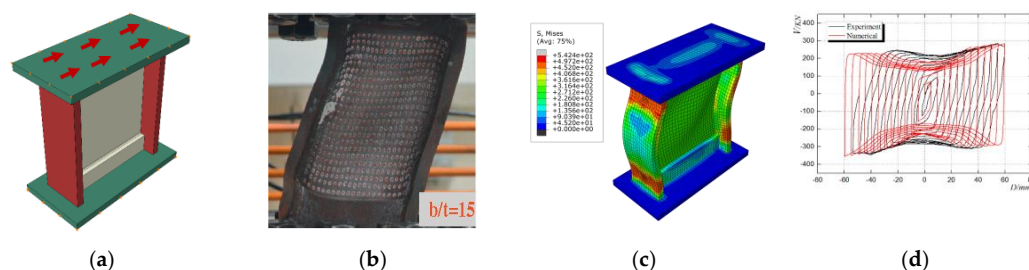 b/t=15
S, Mises
(Avg: 75%)
+5.424e+02
+4.972e+02
+4.520e+02
+4.068e+02
+3.616e+02
+3.164e+02
+2.712e+02
+2.260e+02
+1.808e+02
+1.356e+02
+9.039e+01
+4.520e+01
+0.000e+00
V/KN
Experiment
Numerical
400
300
200
100
0
-100
-200
-300
-400
-80 -60 -40 -20 0 20 40 60 80
D/mm
(a) (b) (c) (d)